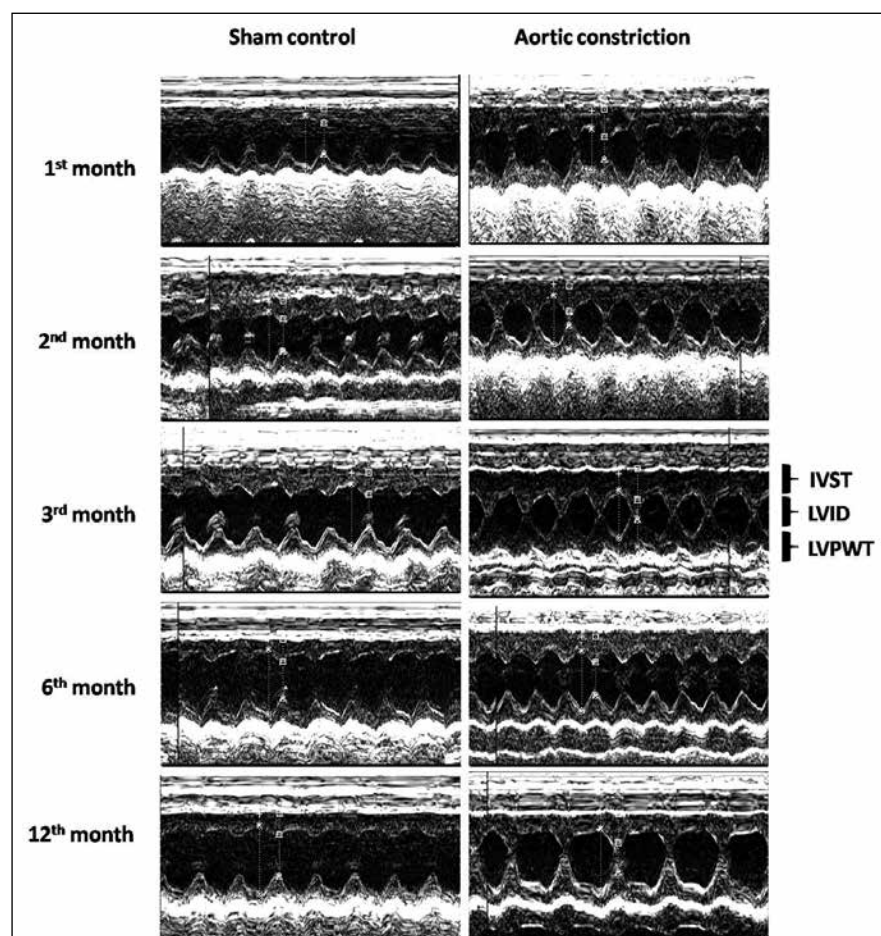 Sham control
Aortic constriction
1st month
2nd month
3rd month
IVST
LVID
LVPWT
6th month
12th month